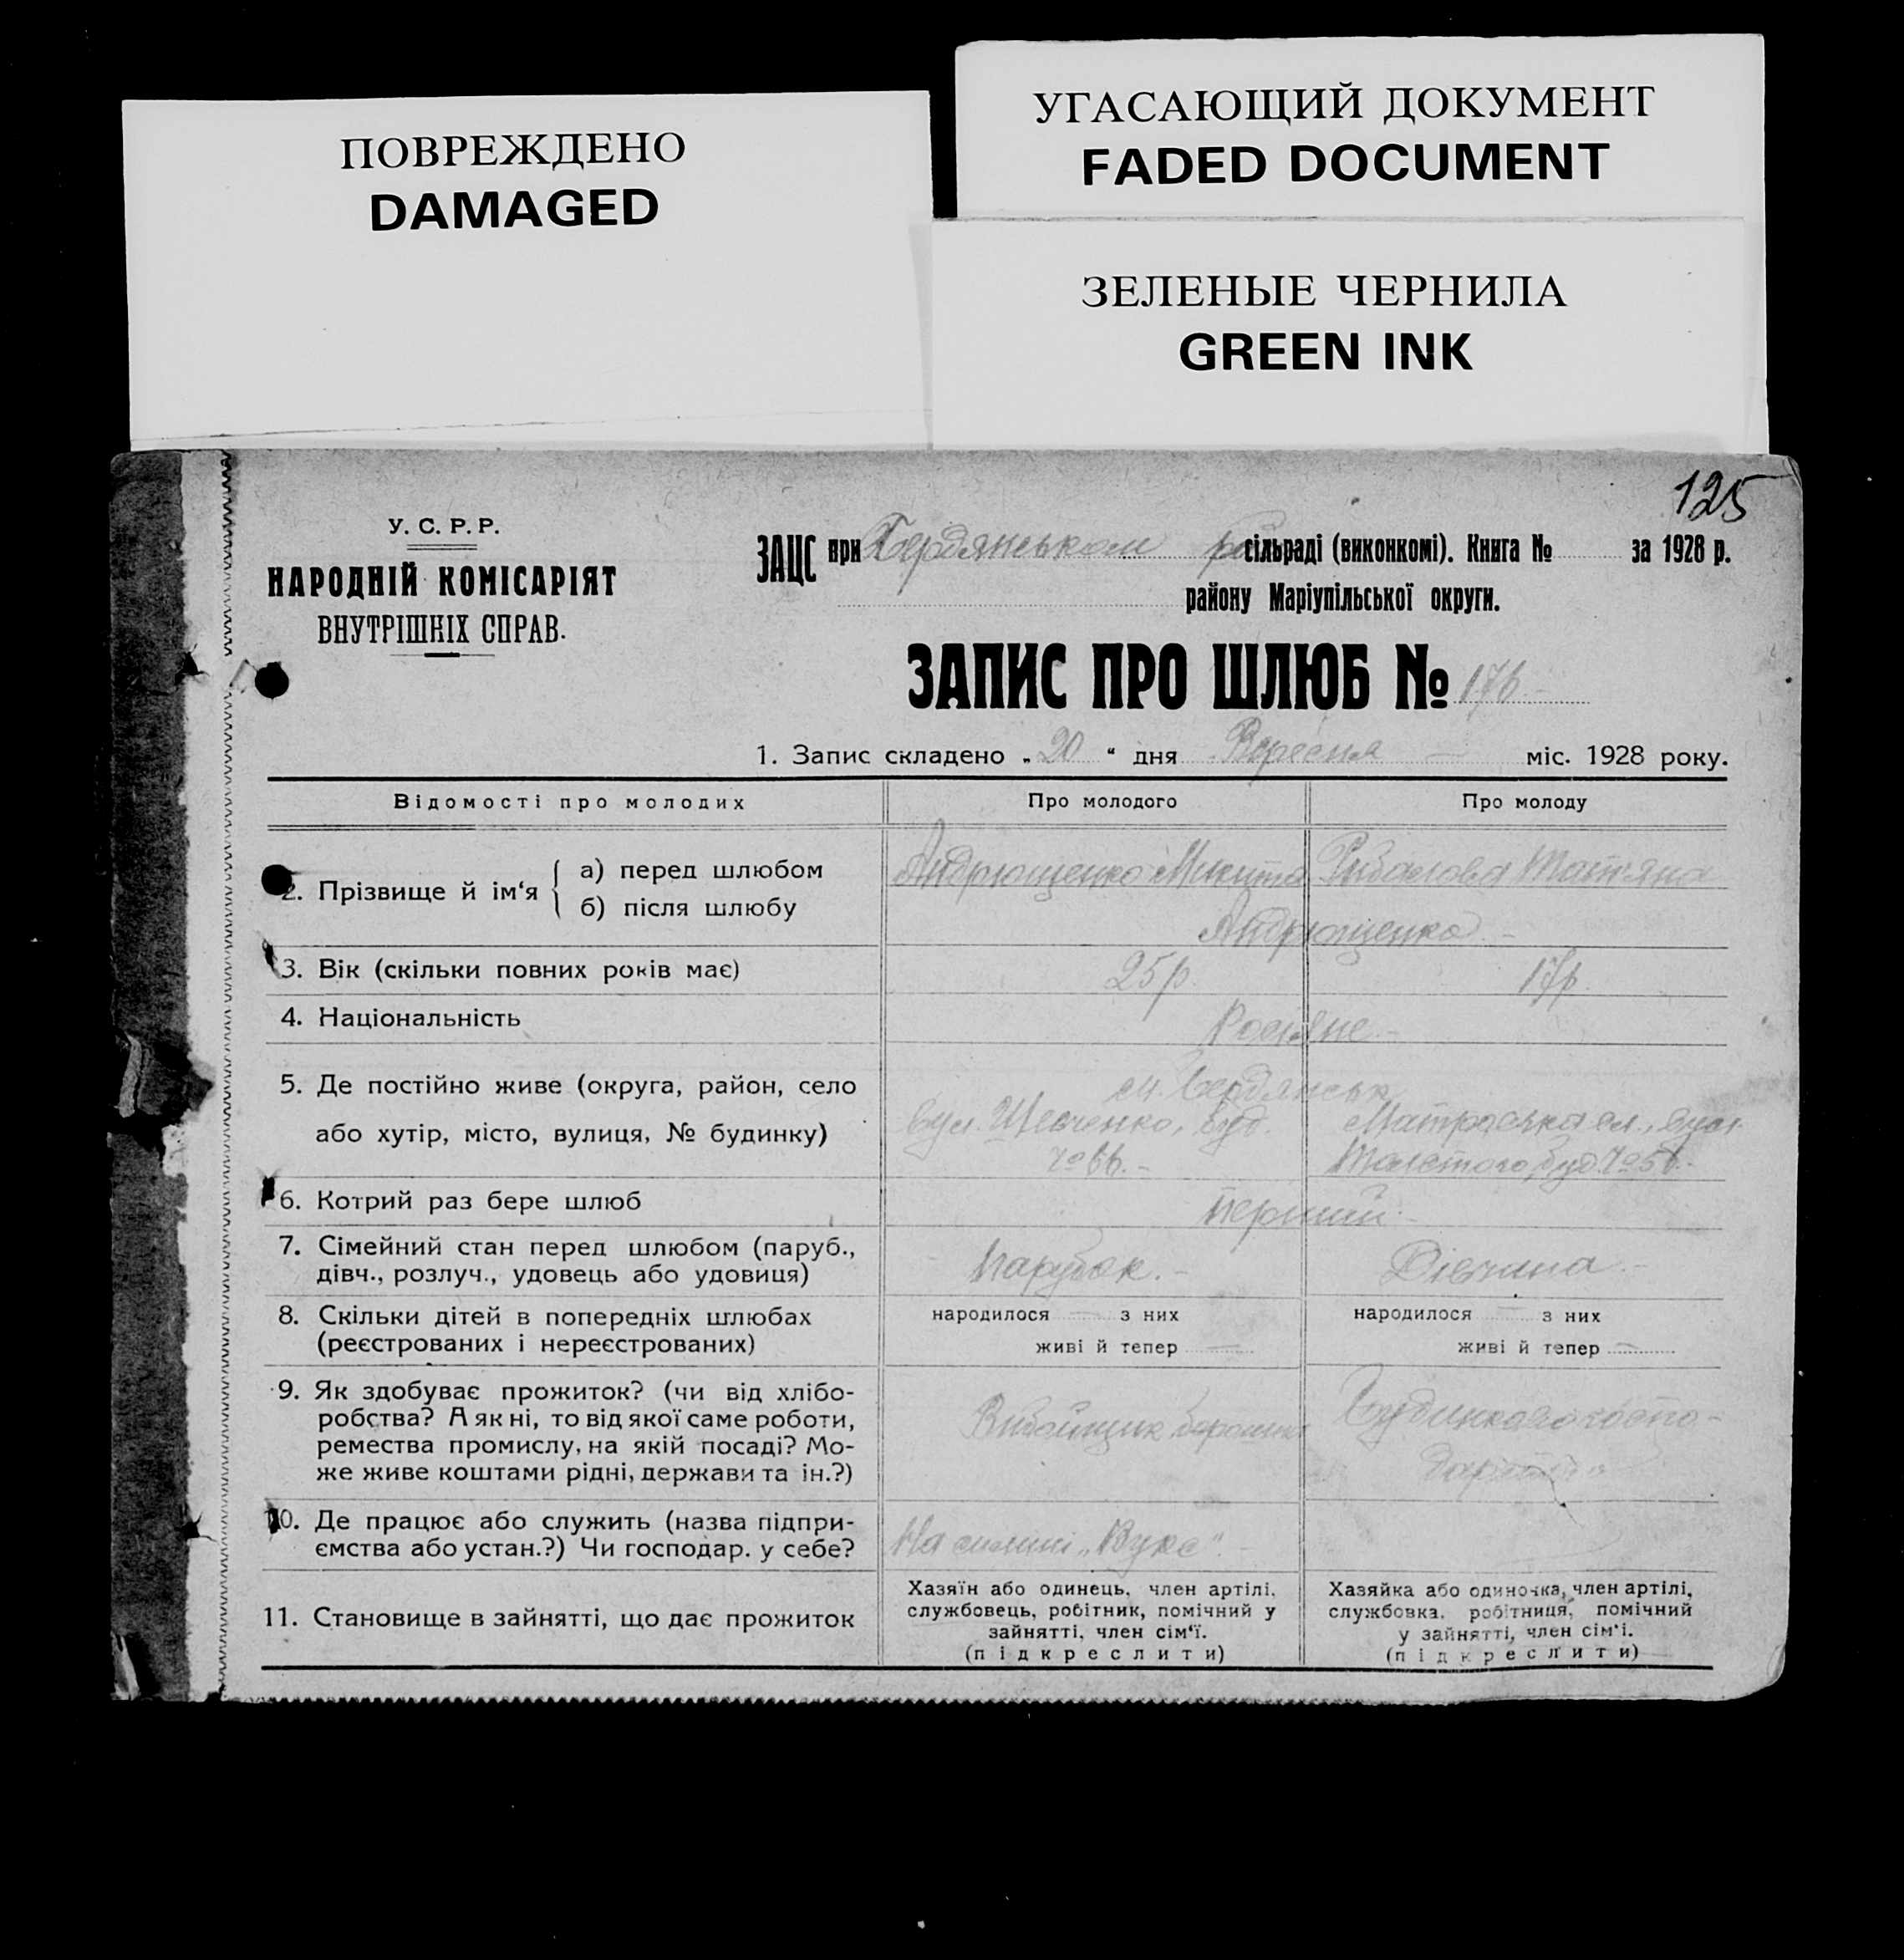 ПОВРЕЖДЕНО
DAMAGED
УГАСАЮЩИЙ ДОКУМЕНТ
FADED DOCUMENT
ЗЕЛЕНЫЕ ЧЕРНИЛА
GREEN INK
125
У. С. Р. Р.
НАРОДНІЙ КОМІСАРІЯТ
ВНУТРІШНІХ СПРАВ.
ЗАЦС при Бердянськом сільраді (виконкомі). Книга № за 1928 р.
району Маріупільської округи.
ЗАПИС ПРО ШЛЮБ № 176
1. Запис складено „ 20 “ дня Вересня міс. 1928 року.
Відомості про молодих Про молодого Про молоду
2. Прізвище й ім‘я { а) перед шлюбом Андрющенко Микита Рибалова Татяна
б) після шлюбу Андрющенко
3. Вік (скільки повних років має) 25 р. 17 р.
4. Національність Росіяне
5. Де постійно живе (округа, район, село м. Бердянськ
або хутір, місто, вулиця, № будинку) вул. Шевченко, буд. Матроська сл., вул.
№ 66. Толстого, буд. №
6. Котрий раз бере шлюб Перший
7. Сімейний стан перед шлюбом (паруб., Парубок. Дівчина.
дівч., розлуч., удовець або удовиця)
8. Скільки дітей в попередніх шлюбах народилося — з них народилося — з них
(реєстрованих і нереєстрованих) живі й тепер — живі й тепер —
9. Як здобуває прожиток? (чи від хлібо-
робства? А як ні, то від якої саме роботи, Вибойщик
ремества промислу, на якій посаді? Мо-
же живе коштами рідні, держави та ін.?)
10. Де працює або служить (назва підпри-
ємства або устан.?) Чи господар. у себе? На „Вукс“.
11. Становище в зайнятті, що дає прожиток
Хазяїн або одинець, член артілі,
службовець, робітник, помічний у
зайнятті, член сім‘ї.
(підкреслити)
Хазяйка або одиночка, член артілі,
службовка, робітниця, помічний
у зайнятті, член сім‘і.
(підкреслити)